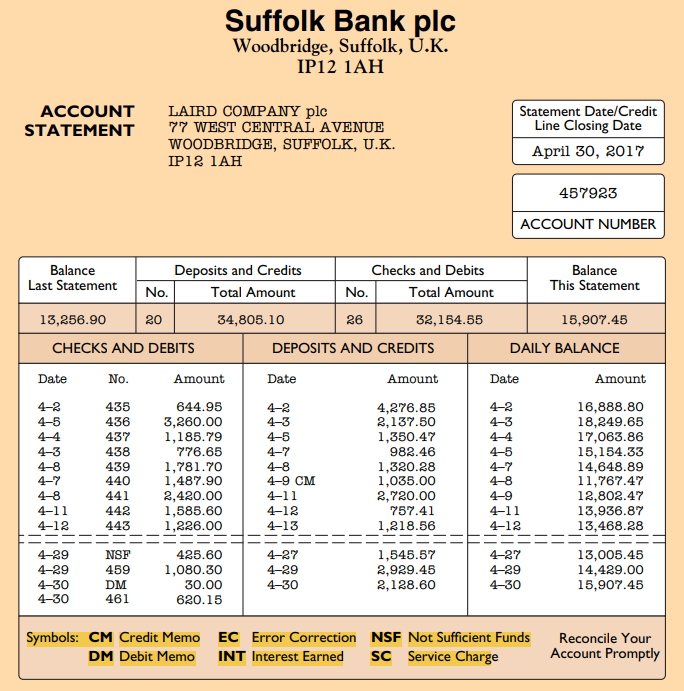 Suffolk Bank plc
Woodbridge, Suffolk, U.K.
IP12 1AH
ACCOUNT STATEMENT
LAIRD COMPANY plc
77 WEST CENTRAL AVENUE
WOODBRIDGE, SUFFOLK, U.K.
IP12 1AH
Statement Date/Credit
Line Closing Date
April 30, 2017
457923
ACCOUNT NUMBER
Balance Last Statement Deposits and Credits Checks and Debits Balance This Statement
No. Total Amount No. Total Amount
13,256.90 20 34,805.10 26 32,154.55 15,907.45
CHECKS AND DEBITS DEPOSITS AND CREDITS DAILY BALANCE
Date No. Amount Date Amount Date Amount
4–2 435 644.95 4–2 4,276.85 4–2 16,888.80
4–5 436 3,260.00 4–3 2,137.50 4–3 18,249.65
4–4 437 1,185.79 4–5 1,350.47 4–4 17,063.86
4–3 438 776.65 4–7 982.46 4–5 15,154.33
4–8 439 1,781.70 4–8 1,320.28 4–7 14,648.89
4–7 440 1,487.90 4–9 CM 1,035.00 4–8 11,767.47
4–8 441 2,420.00 4–11 2,720.00 4–9 12,802.47
4–11 442 1,585.60 4–12 757.41 4–11 13,936.87
4–12 443 1,226.00 4–13 1,218.56 4–12 13,468.28
4–29 NSF 425.60 4–27 1,545.57 4–27 13,005.45
4–29 459 1,080.30 4–29 2,929.45 4–29 14,429.00
4–30 DM 30.00 4–30 2,128.60 4–30 15,907.45
4–30 461 620.15
Symbols: CM Credit Memo EC Error Correction NSF Not Sufficient Funds Reconcile Your
DM Debit Memo INT Interest Earned SC Service Charge Account Promptly